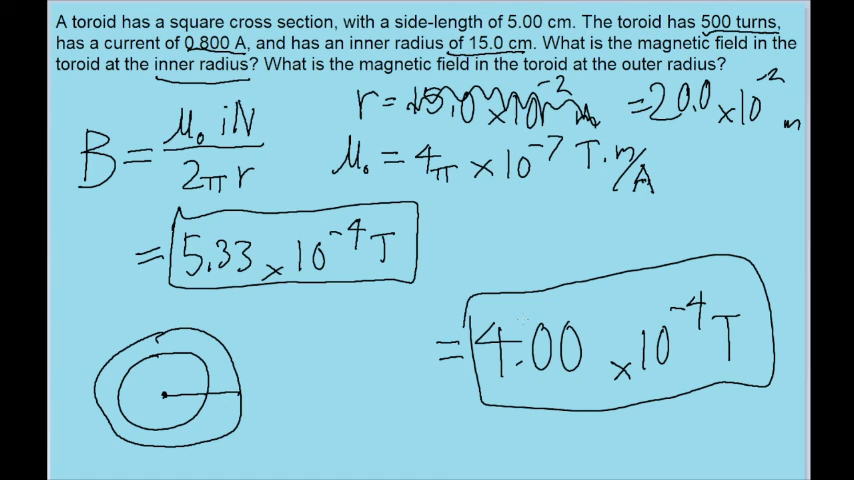 A toroid has a square cross section, with a side-length of 5.00 cm. The toroid has 500 turns,
has a current of 0.800 A, and has an inner radius of 15.0 cm. What is the magnetic field in the
toroid at the inner radius? What is the magnetic field in the toroid at the outer radius?
B = μ₀ iN / 2π r
r = 15.0 × 10⁻² m = 20.0 × 10⁻² m
μ₀ = 4π × 10⁻⁷ T·m/A
= 5.33 × 10⁻⁴ T
= 4.00 × 10⁻⁴ T